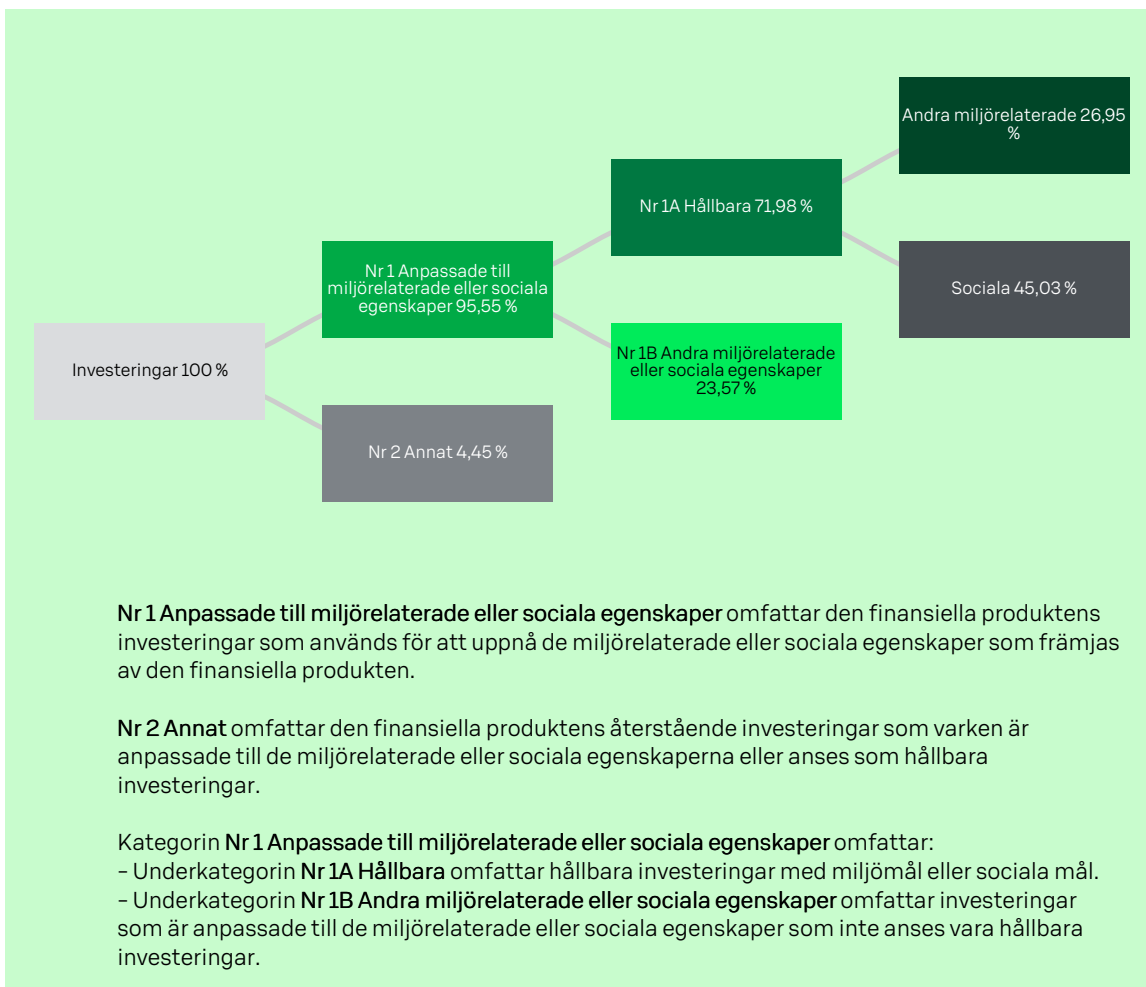 Andra miljörelaterade 26,95
%
Nr 1A Hållbara 71,98 %
Nr 1 Anpassade till
miljörelaterade eller sociala
egenskaper 95,55 %
Sociala 45,03 %
Investeringar 100 %
Nr 1B Andra miljörelaterade
eller sociala egenskaper
23,57 %
Nr 2 Annat 4,45 %
Nr 1 Anpassade till miljörelaterade eller sociala egenskaper omfattar den finansiella produktens
investeringar som används för att uppnå de miljörelaterade eller sociala egenskaper som främjas
av den finansiella produkten.
Nr 2 Annat omfattar den finansiella produktens återstående investeringar som varken är
anpassade till de miljörelaterade eller sociala egenskaperna eller anses som hållbara
investeringar.
Kategorin Nr 1 Anpassade till miljörelaterade eller sociala egenskaper omfattar:
– Underkategorin Nr 1A Hållbara omfattar hållbara investeringar med miljömål eller sociala mål.
– Underkategorin Nr 1B Andra miljörelaterade eller sociala egenskaper omfattar investeringar
som är anpassade till de miljörelaterade eller sociala egenskaper som inte anses vara hållbara
investeringar.